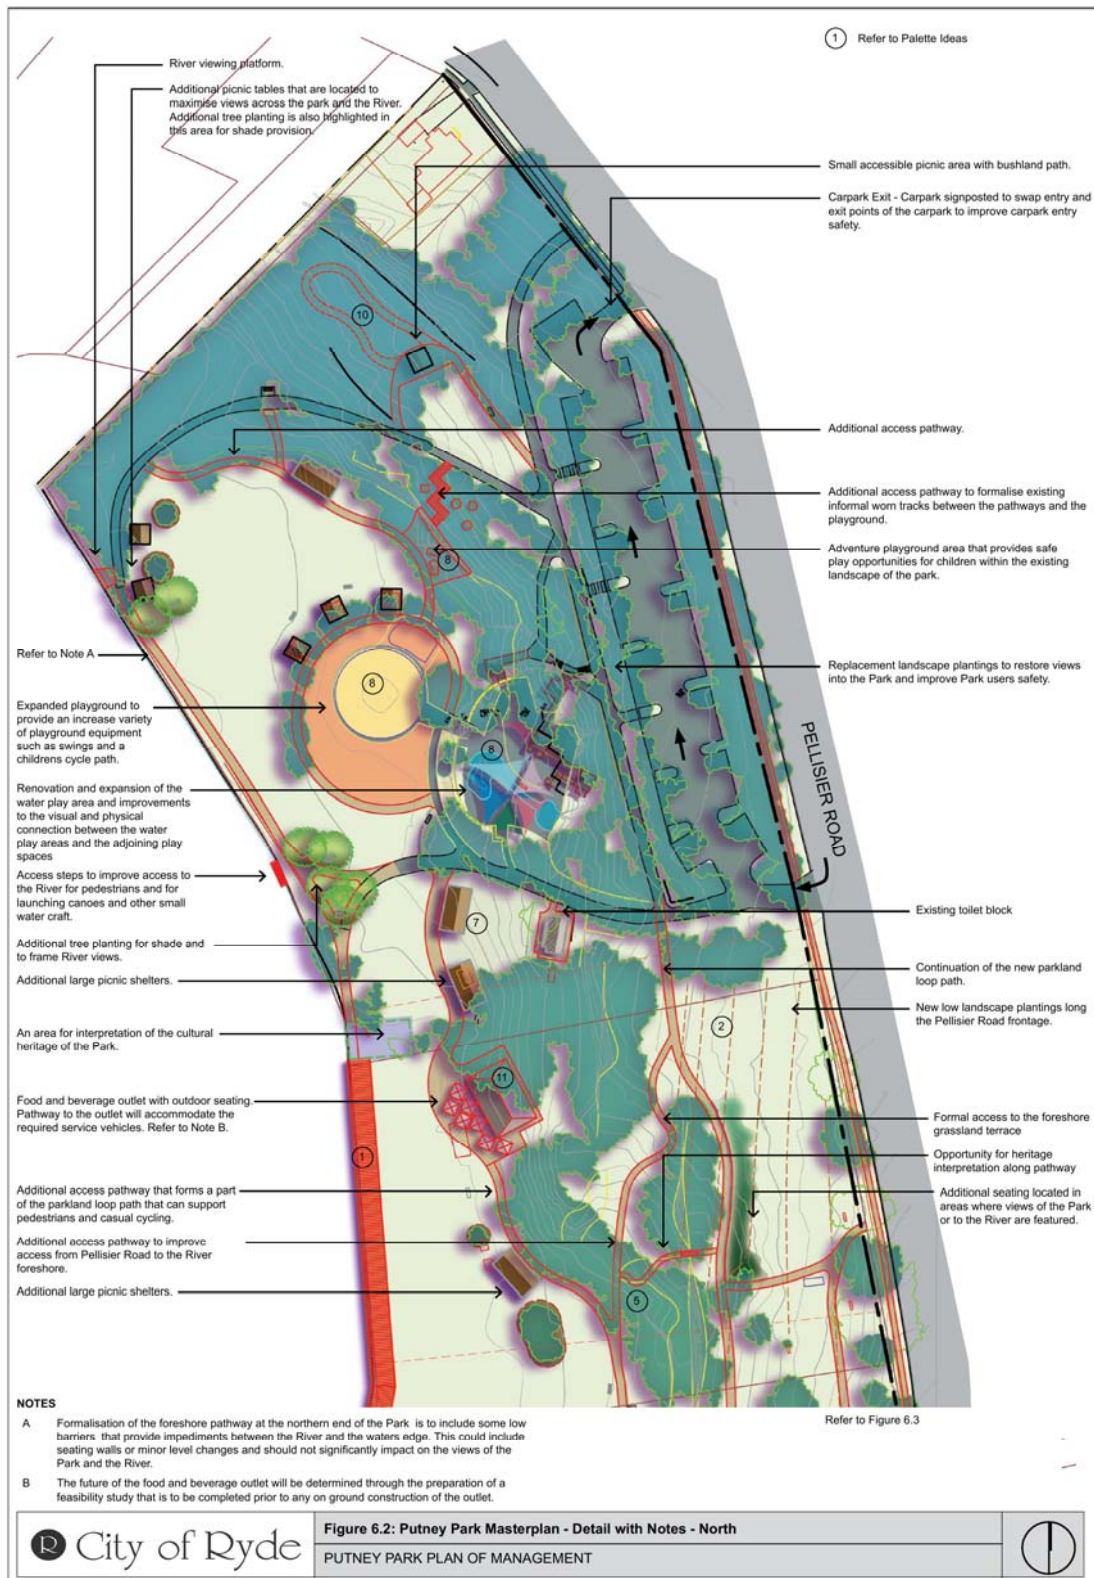 1 Refer to Palette Ideas
River viewing platform.
Additional picnic tables that are located to
maximise views across the park and the River.
Additional tree planting is also highlighted in
this area for shade provision.
Small accessible picnic area with bushland path.
Carpark Exit - Carpark signposted to swap entry and
exit points of the carpark to improve carpark entry
safety.
10
Additional access pathway.
Additional access pathway to formalise existing
informal worn tracks between the pathways and the
playground.
Adventure playground area that provides safe
play opportunities for children within the existing
landscape of the park.
8
Refer to Note A
Replacement landscape plantings to restore views
into the Park and improve Park users safety.
8
Expanded playground to
provide an increase variety
of playground equipment
such as swings and a
childrens cycle path.
8
PELLISIER ROAD
Renovation and expansion of the
water play area and improvements
to the visual and physical
connection between the water
play areas and the adjoining play
spaces
Access steps to improve access to
the River for pedestrians and for
launching canoes and other small
water craft.
7
Existing toilet block
Additional tree planting for shade and
to frame River views.
Additional large picnic shelters.
Continuation of the new parkland
loop path.
New low landscape plantings long
the Pellisier Road frontage.
2
An area for interpretation of the cultural
heritage of the Park.
11
Food and beverage outlet with outdoor seating.
Pathway to the outlet will accommodate the
required service vehicles. Refer to Note B.
Formal access to the foreshore
grassland terrace
1
Opportunity for heritage
interpretation along pathway
Additional access pathway that forms a part
of the parkland loop path that can support
pedestrians and casual cycling.
Additional seating located in
areas where views of the Park
or to the River are featured.
Additional access pathway to improve
access from Pellisier Road to the River
foreshore.
Additional large picnic shelters.
5
NOTES
A Formalisation of the foreshore pathway at the northern end of the Park is to include some low
barriers that provide impediments between the River and the waters edge. This could include
seating walls or minor level changes and should not significantly impact on the views of the
Park and the River.
B The future of the food and beverage outlet will be determined through the preparation of a
feasibility study that is to be completed prior to any on ground construction of the outlet.
Refer to Figure 6.3
R City of Ryde
Figure 6.2: Putney Park Masterplan - Detail with Notes - North
PUTNEY PARK PLAN OF MANAGEMENT